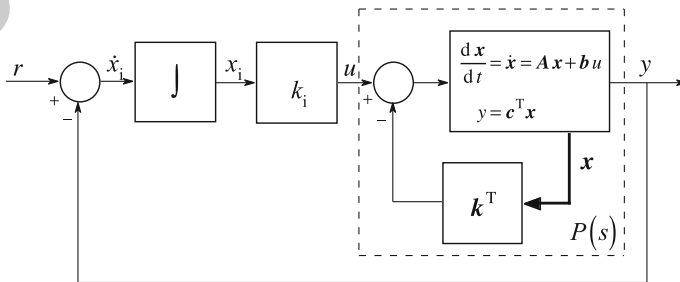 r
+
−
ẋᵢ
∫
xᵢ
kᵢ
u
+
−
dx/dt = ẋ = Ax + bu
y = cᵀx
y
x
kᵀ
P(s)